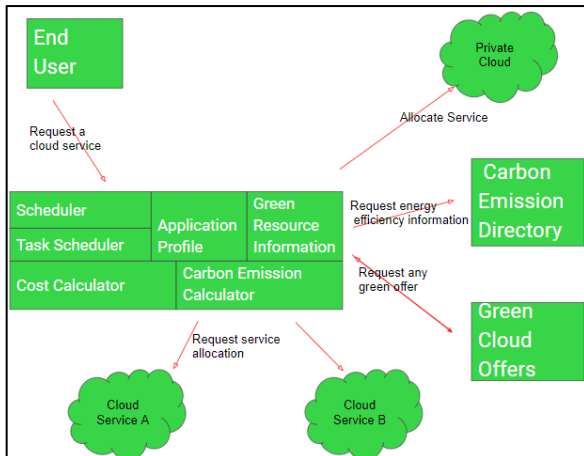 End
User
Private
Cloud
Request a
cloud service
Allocate Service
Scheduler
Task Scheduler
Application
Profile
Green
Resource
Information
Cost Calculator
Carbon Emission
Calculator
Request energy
efficiency information
Carbon
Emission
Directory
Request any
green offer
Green
Cloud
Offers
Request service
allocation
Cloud
Service A
Cloud
Service B